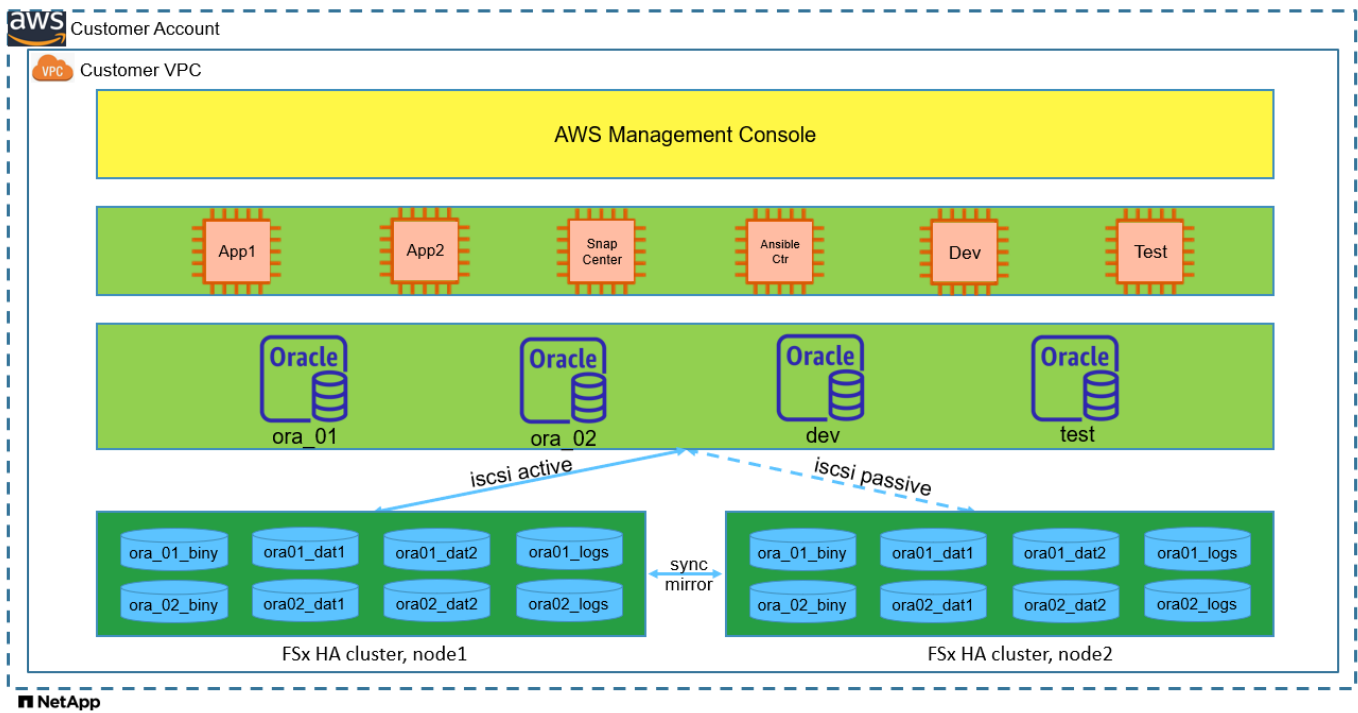 aws Customer Account
VPC Customer VPC
AWS Management Console
App1
App2
Snap
Center
Ansible
Ctr
Dev
Test
Oracle
ora_01
Oracle
ora_02
Oracle
dev
Oracle
test
iscsi active
iscsi passive
ora_01_biny ora01_dat1 ora01_dat2 ora01_logs
ora_02_biny ora02_dat1 ora02_dat2 ora02_logs
sync
mirror
ora_01_biny ora01_dat1 ora01_dat2 ora01_logs
ora_02_biny ora02_dat1 ora02_dat2 ora02_logs
FSx HA cluster, node1
FSx HA cluster, node2
NetApp